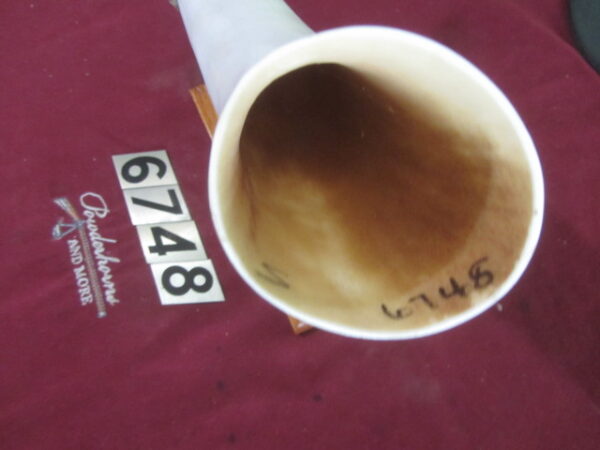 6748
Powderhorns
AND MORE
S
6748